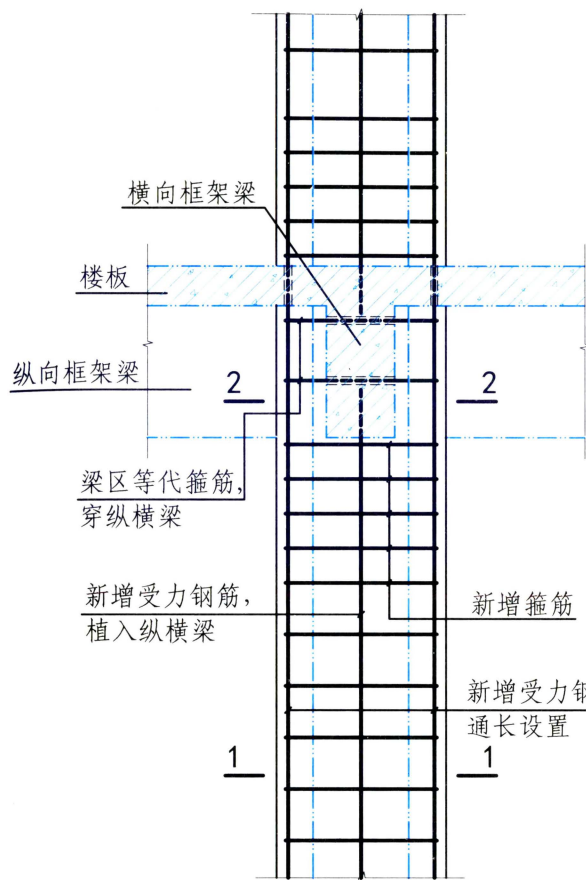 横向框架梁
楼板
纵向框架梁
2
2
梁区等代箍筋,
穿纵横梁
新增受力钢筋,
植入纵横梁
新增箍筋
新增受力钢
通长设置
1
1